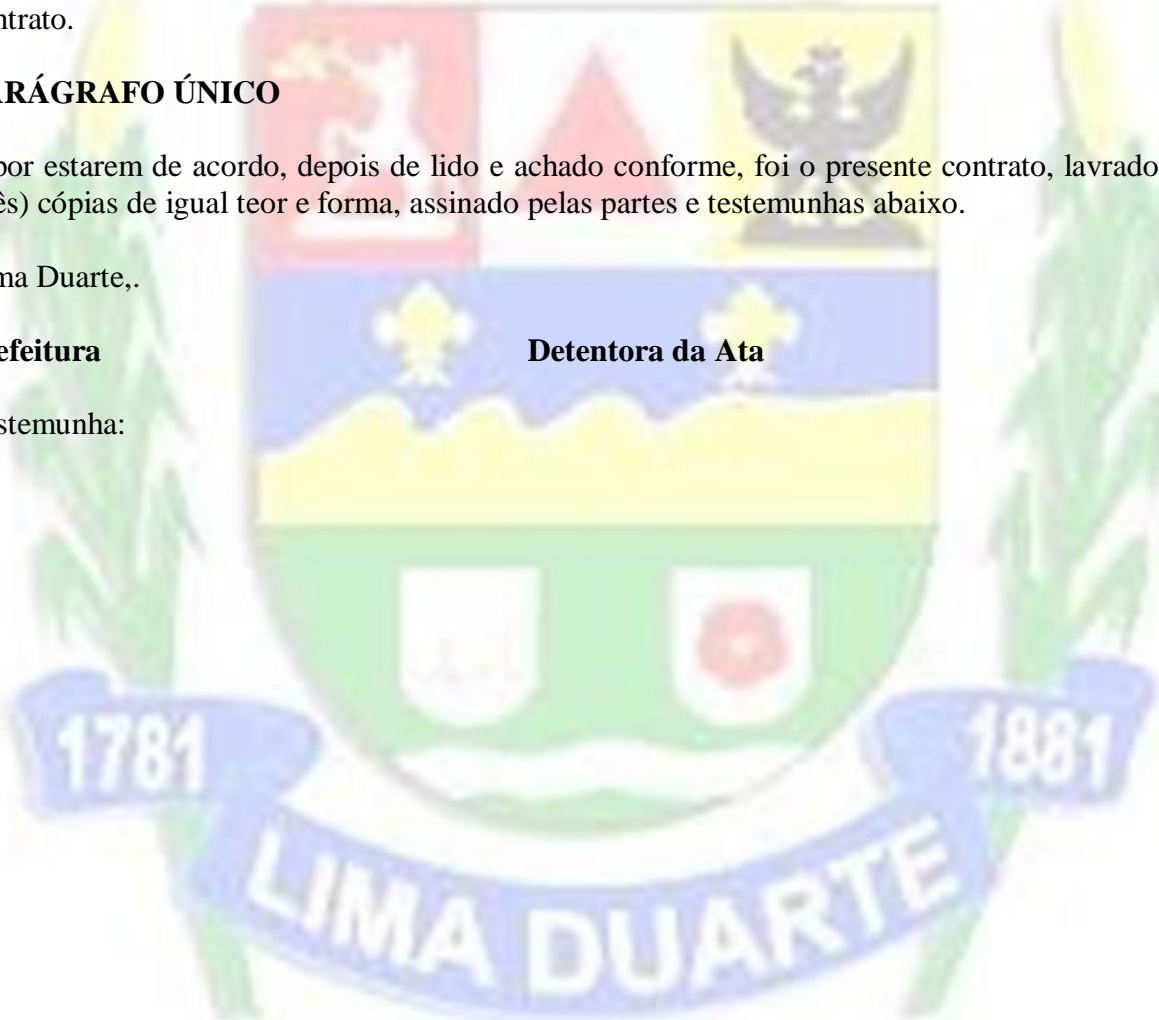 ntrato.
ARÁGRAFO ÚNICO
por estarem de acordo, depois de lido e achado conforme, foi o presente contrato, lavrado
ês) cópias de igual teor e forma, assinado pelas partes e testemunhas abaixo.
ma Duarte,.
efeitura Detentora da Ata
stemunha:
1781 1881
LIMA DUARTE